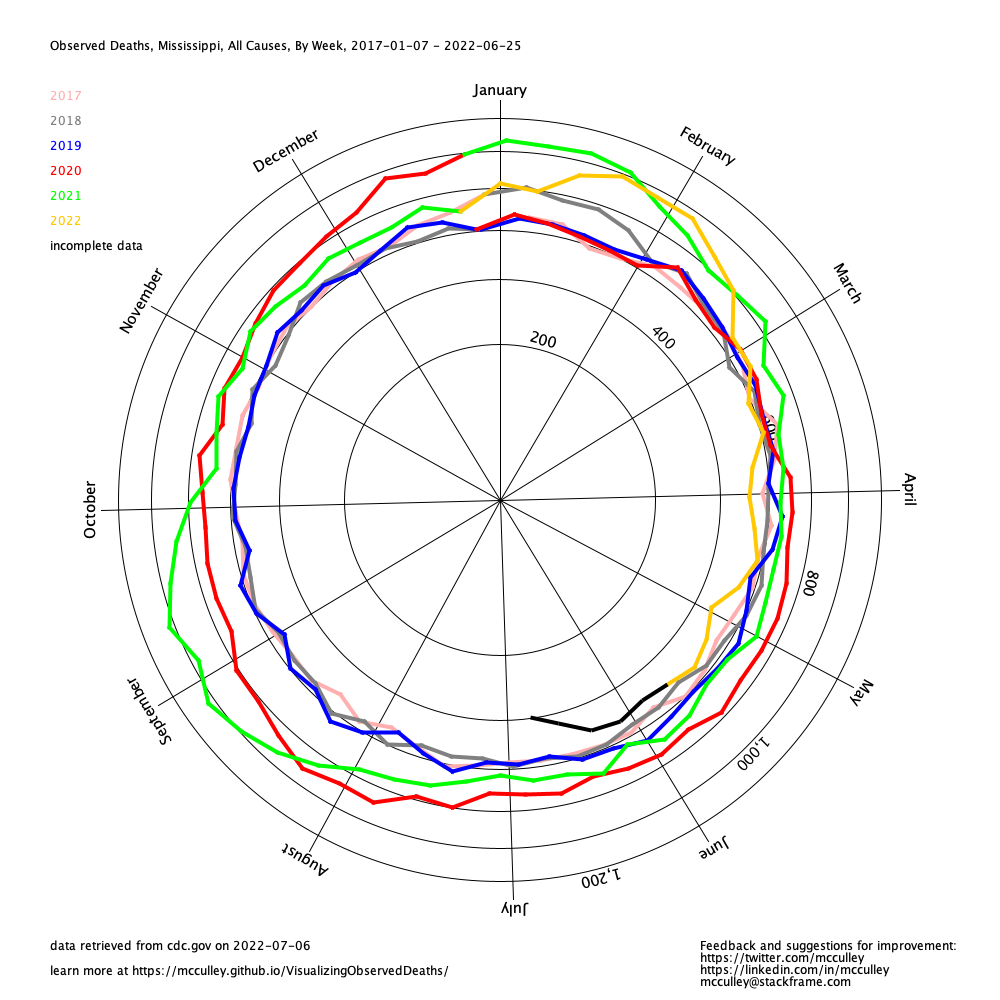 Observed Deaths, Mississippi, All Causes, By Week, 2017-01-07 - 2022-06-25
January
2017
2018
2019
2020
2021
2022
incomplete data
December
February
November
March
200
400
October
April
800
September
May
1,000
August
June
1,200
July
data retrieved from cdc.gov on 2022-07-06
learn more at https://mcculley.github.io/VisualizingObservedDeaths/
Feedback and suggestions for improvement:
https://twitter.com/mcculley
https://linkedin.com/in/mcculley
mcculley@stackframe.com